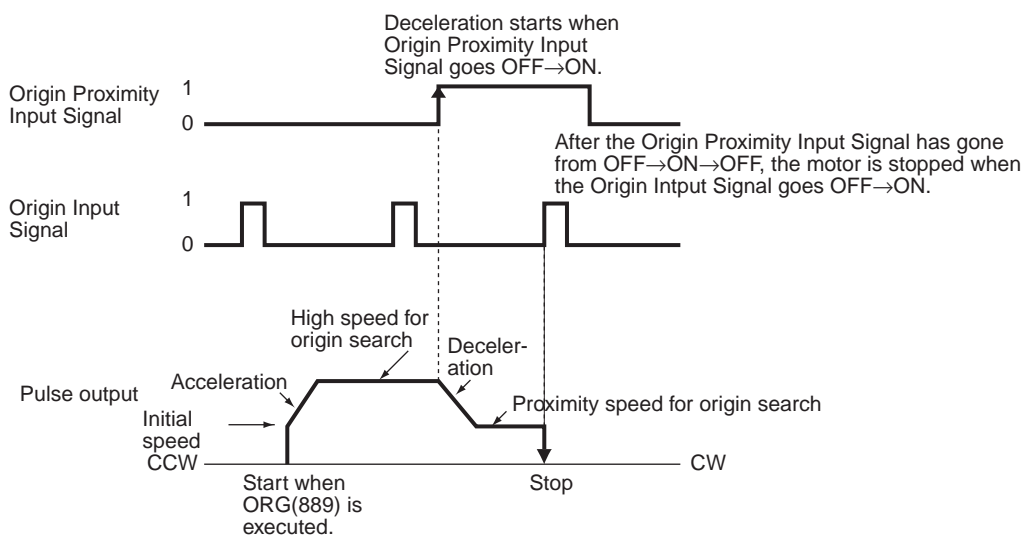 Deceleration starts when
Origin Proximity Input
Signal goes OFF→ON.
Origin Proximity
Input Signal
1
0
After the Origin Proximity Input Signal has gone
from OFF→ON→OFF, the motor is stopped when
the Origin Intput Signal goes OFF→ON.
Origin Input
Signal
1
0
High speed for
origin search
Deceler-
ation
Acceleration
Pulse output
Proximity speed for origin search
Initial
speed
CCW
CW
Start when
ORG(889) is
executed.
Stop